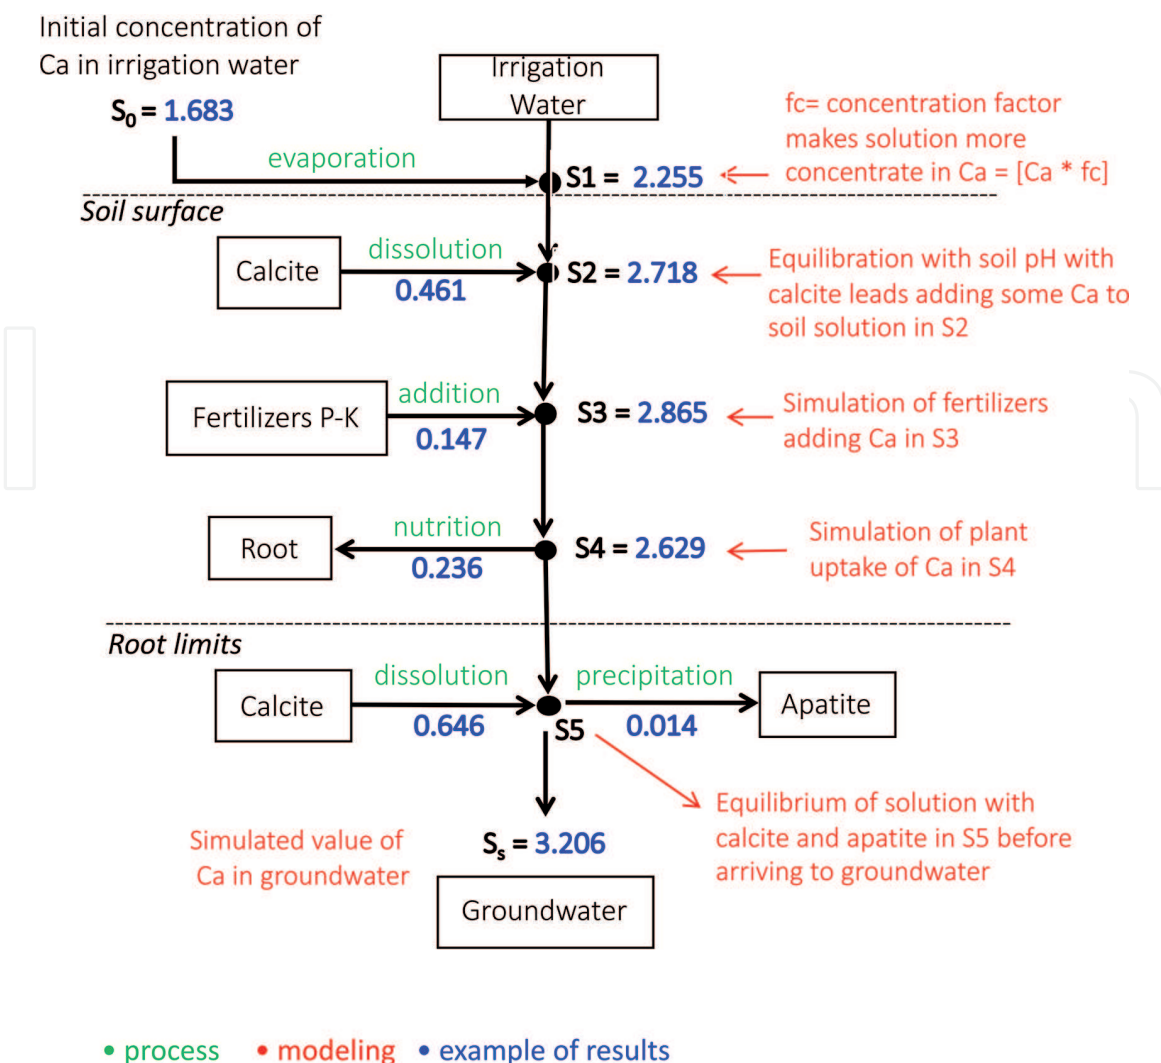 Initial concentration of
Ca in irrigation water
S₀ = 1.683
Irrigation
Water
evaporation
S1 = 2.255
fc= concentration factor
makes solution more
concentrate in Ca = [Ca * fc]
Soil surface
Calcite
dissolution
0.461
S2 = 2.718
Equilibration with soil pH with
calcite leads adding some Ca to
soil solution in S2
Fertilizers P-K
addition
0.147
S3 = 2.865
Simulation of fertilizers
adding Ca in S3
Root
nutrition
0.236
S4 = 2.629
Simulation of plant
uptake of Ca in S4
Root limits
Calcite
dissolution
0.646
S5
precipitation
0.014
Apatite
Equilibrium of solution with
calcite and apatite in S5 before
arriving to groundwater
Simulated value of
Ca in groundwater
Sₛ = 3.206
Groundwater
• process • modeling • example of results